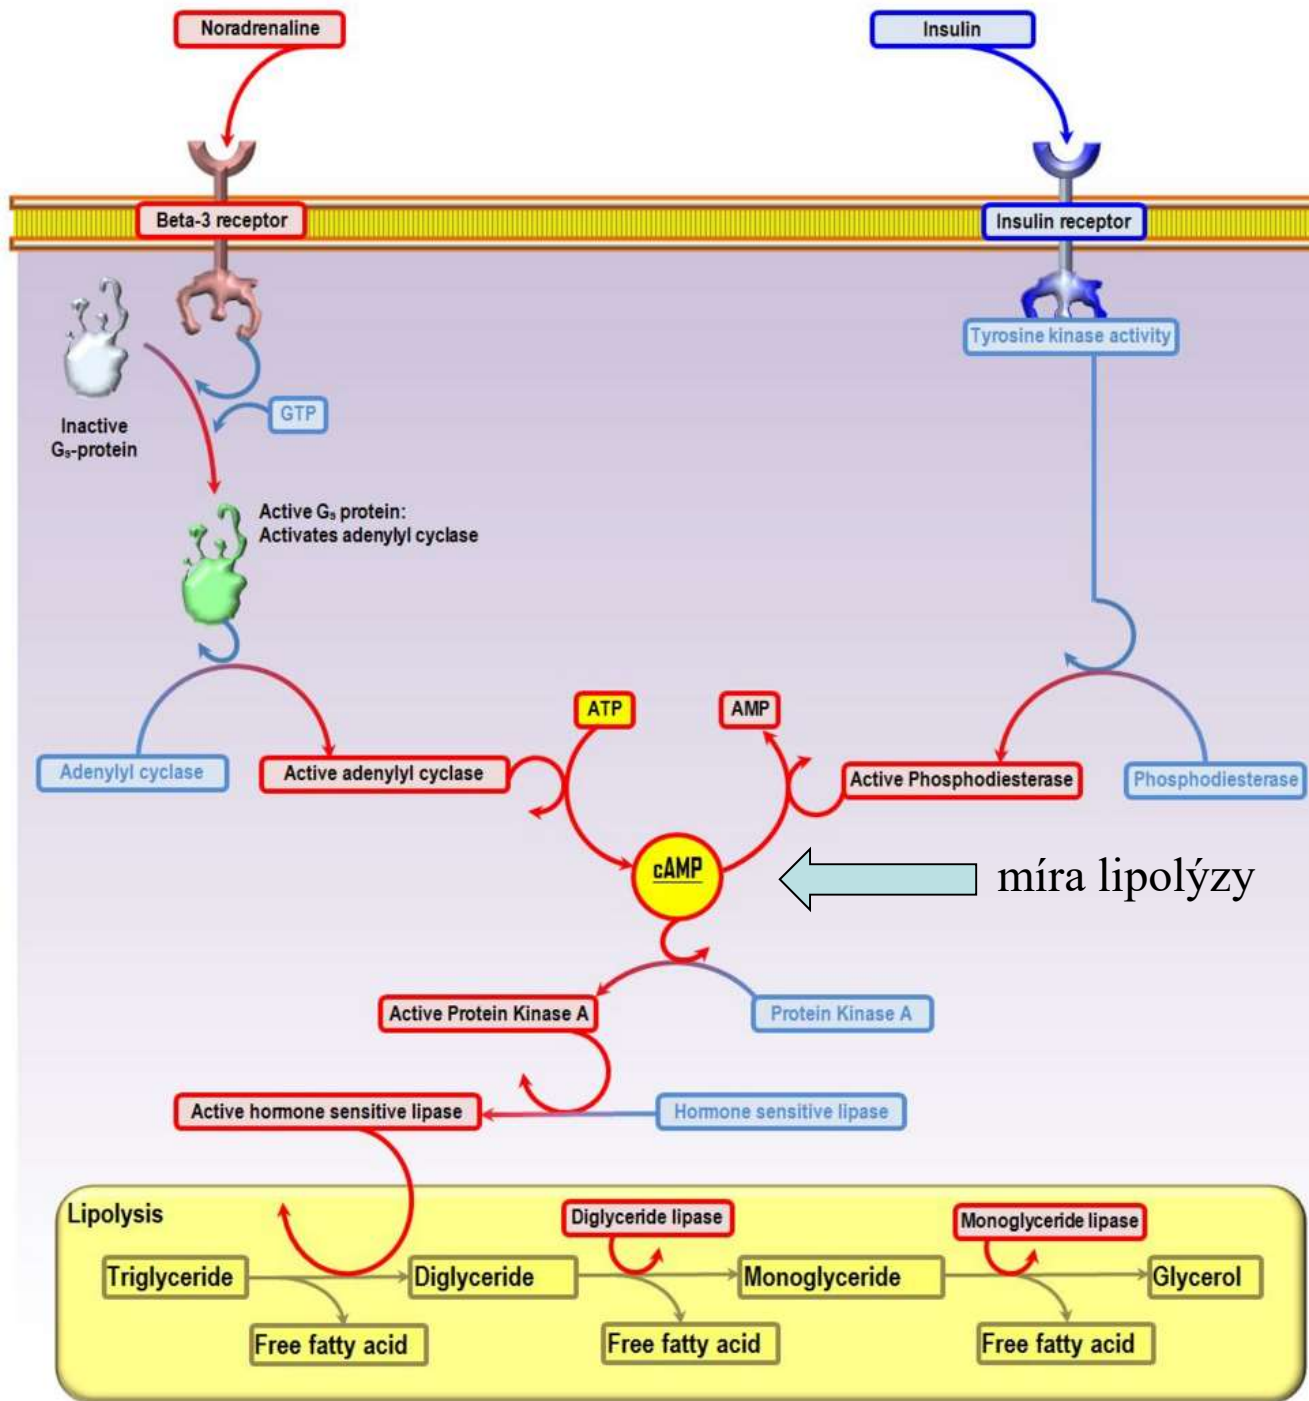 Noradrenaline
Insulin
Beta-3 receptor
Insulin receptor
Tyrosine kinase activity
GTP
Inactive
Gs-protein
Active Gs protein:
Activates adenylyl cyclase
ATP
AMP
Adenylyl cyclase
Active adenylyl cyclase
Active Phosphodiesterase
Phosphodiesterase
cAMP
míra lipolýzy
Active Protein Kinase A
Protein Kinase A
Active hormone sensitive lipase
Hormone sensitive lipase
Lipolysis
Diglyceride lipase
Monoglyceride lipase
Triglyceride
Diglyceride
Monoglyceride
Glycerol
Free fatty acid
Free fatty acid
Free fatty acid